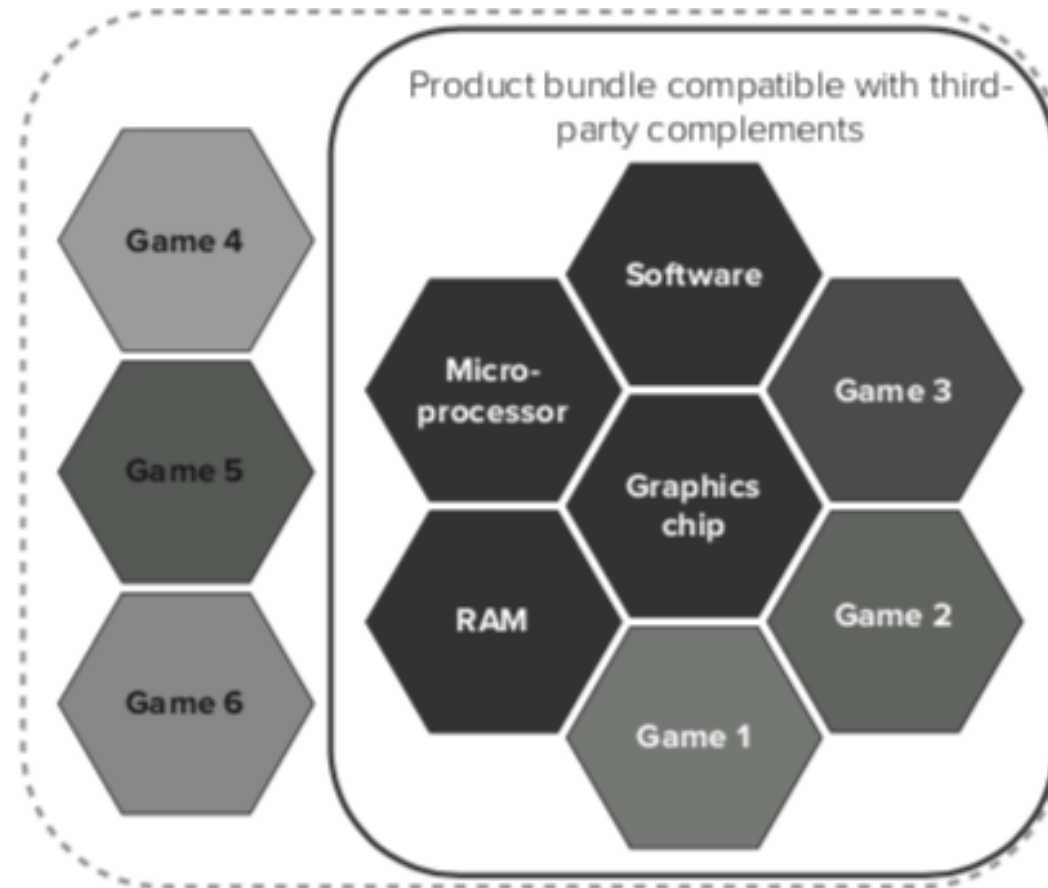 Product bundle compatible with third-
party complements
Game 4
Game 5
Game 6
Software
Micro-
processor
Game 3
Graphics
chip
RAM
Game 2
Game 1